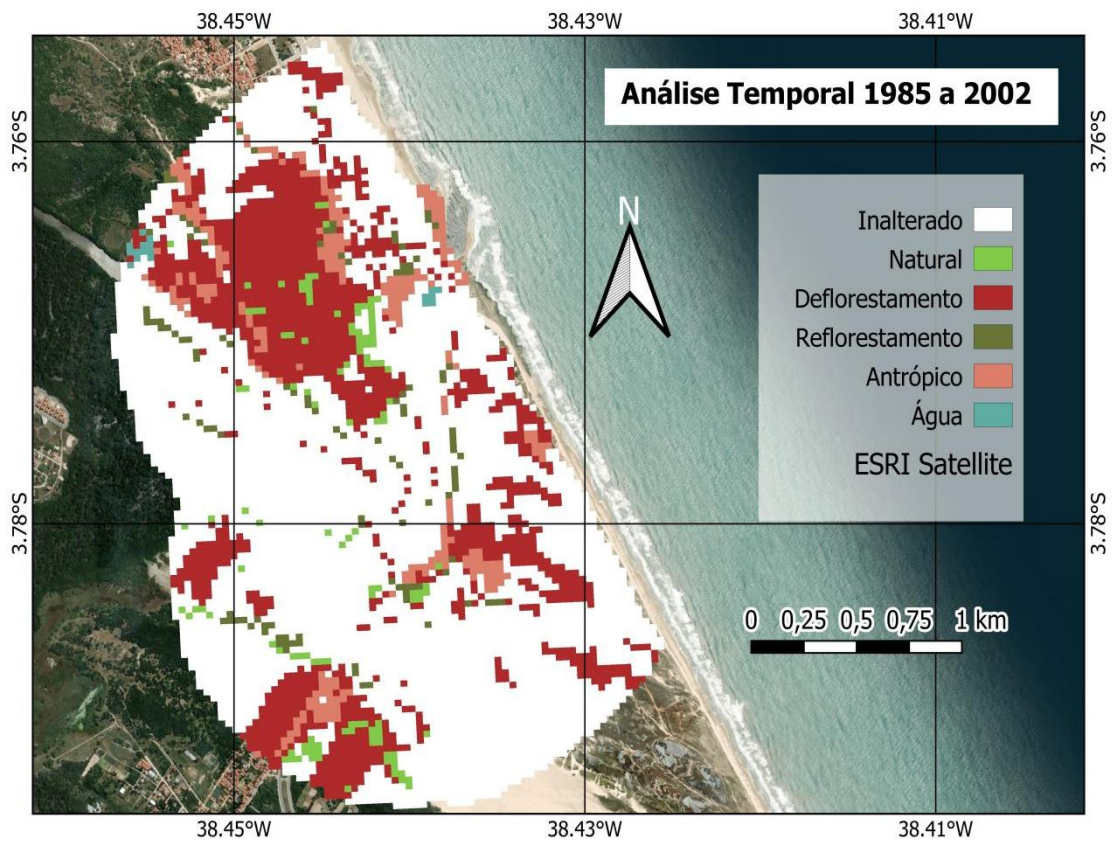 38.45°W 38.43°W 38.41°W
Análise Temporal 1985 a 2002
3.76°S 3.76°S
N
Inalterado
Natural
Deflorestamento
Reflorestamento
Antrópico
Água
ESRI Satellite
3.78°S 3.78°S
0 0,25 0,5 0,75 1 km
38.45°W 38.43°W 38.41°W